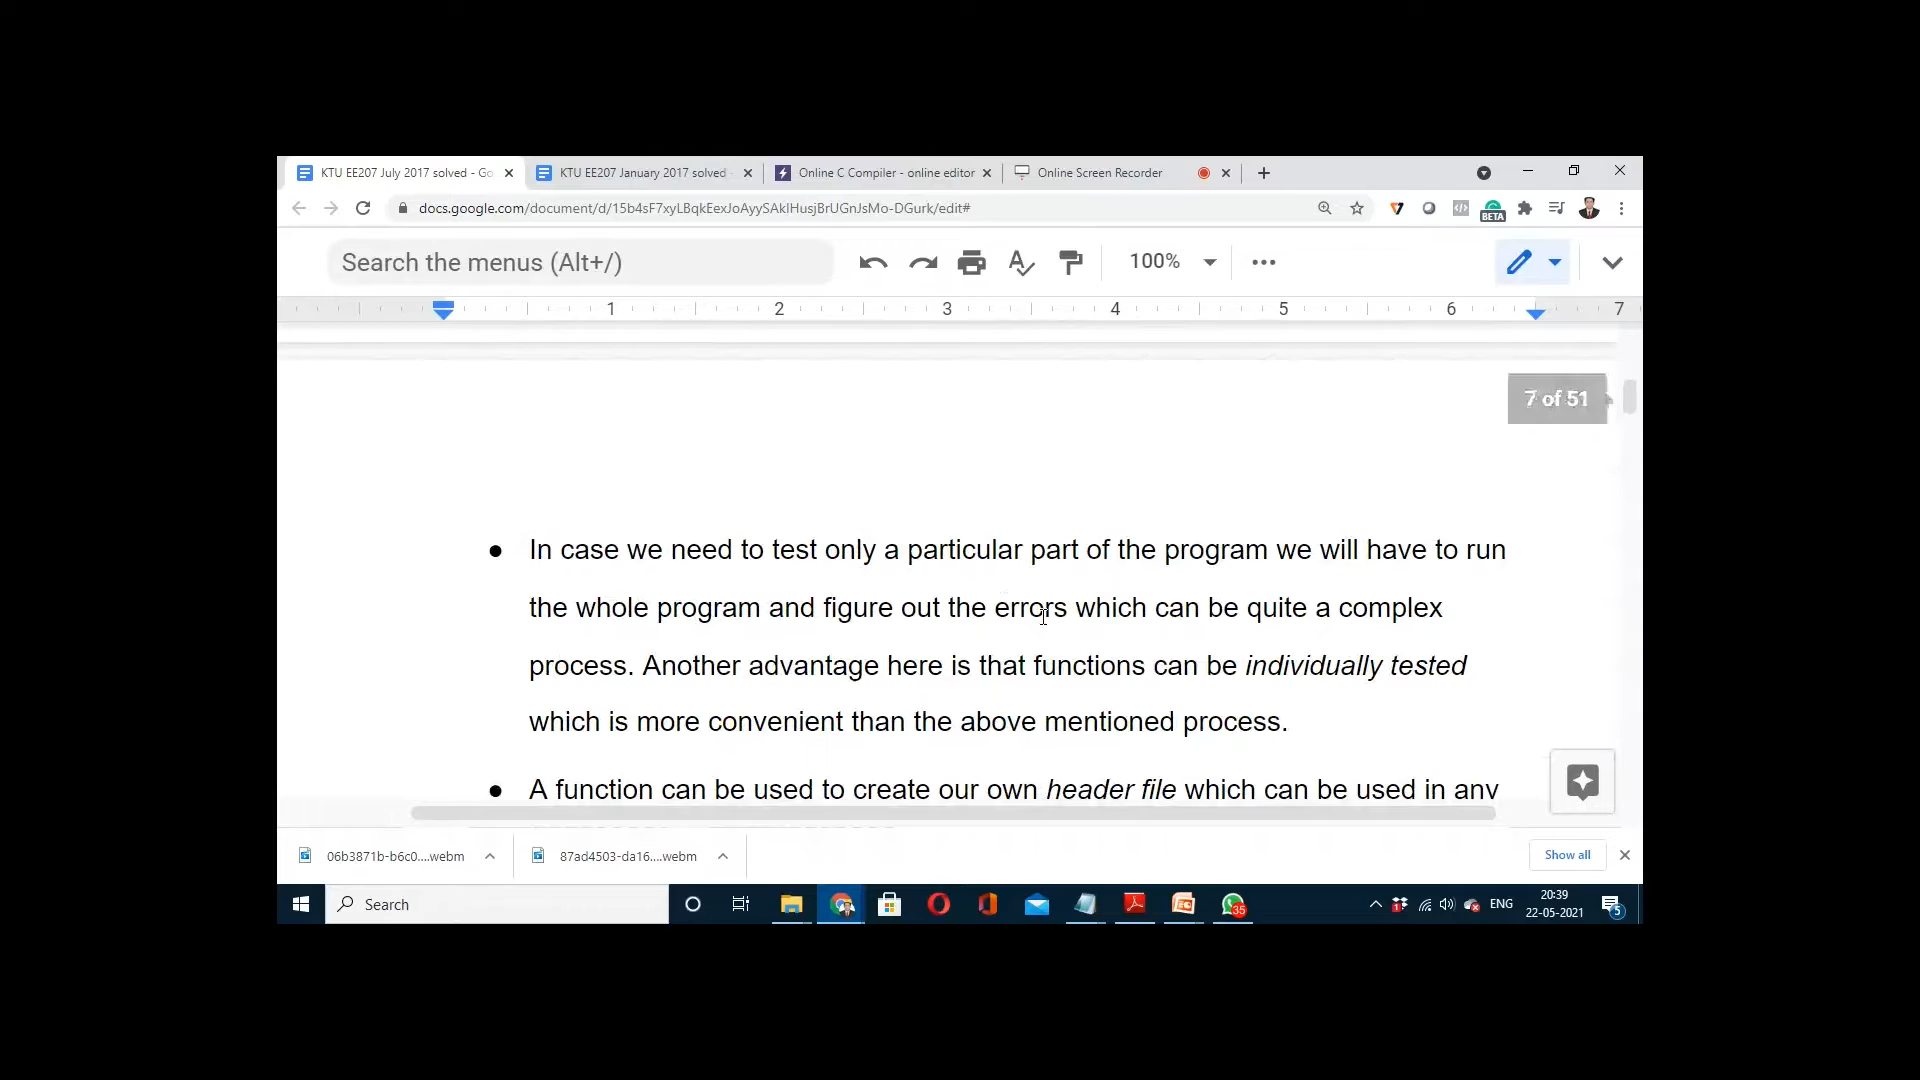 KTU EE207 July 2017 solved - Go
KTU EE207 January 2017 solved -
Online C Compiler - online editor
Online Screen Recorder
docs.google.com/document/d/15b4sF7xyLBqkEexJoAyySAklHusjBrUGnJsMo-DGurk/edit#
BETA
Search the menus (Alt+/)
100%
1 2 3 4 5 6 7
7 of 51
● In case we need to test only a particular part of the program we will have to run
the whole program and figure out the errors which can be quite a complex
process. Another advantage here is that functions can be individually tested
which is more convenient than the above mentioned process.
● A function can be used to create our own header file which can be used in any
06b3871b-b6c0....webm
87ad4503-da16....webm
Show all
Search
35
1
ENG
20:39
22-05-2021
5